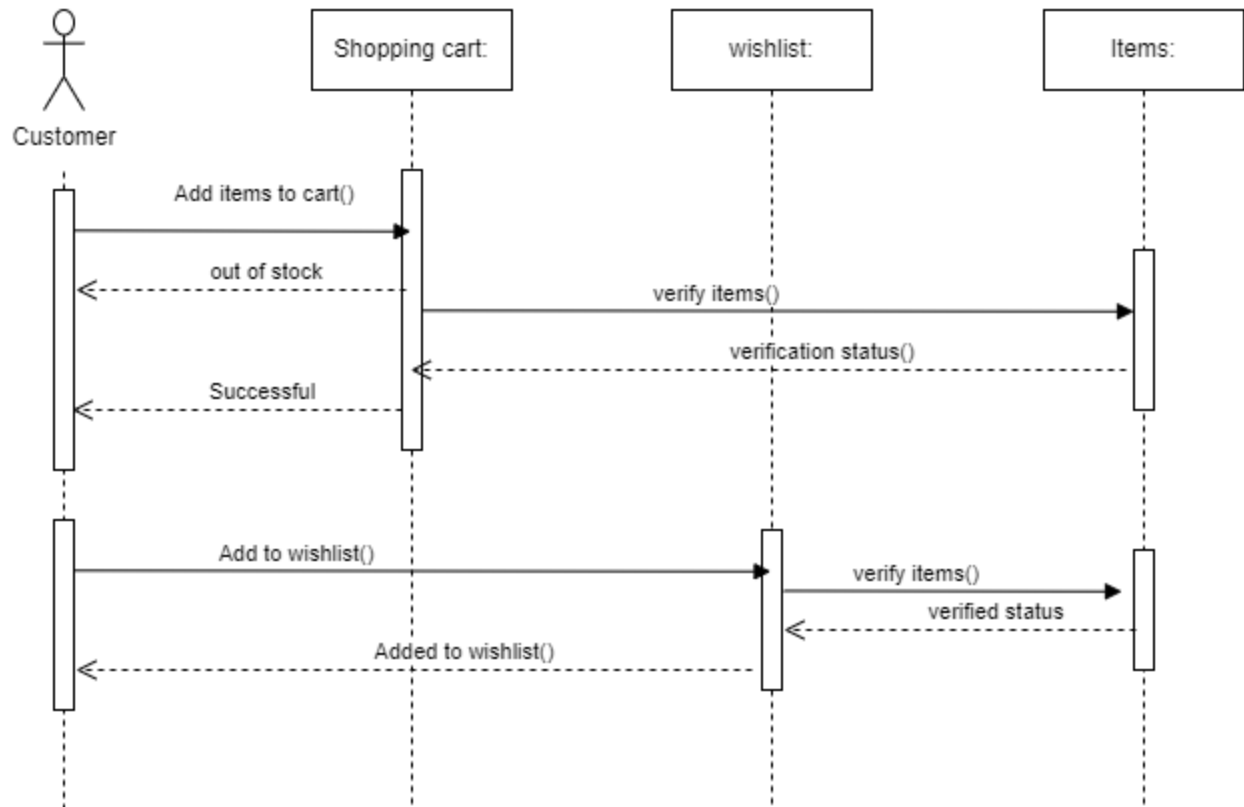 Shopping cart:
wishlist:
Items:
Customer
Add items to cart()
out of stock
verify items()
verification status()
Successful
Add to wishlist()
verify items()
verified status
Added to wishlist()